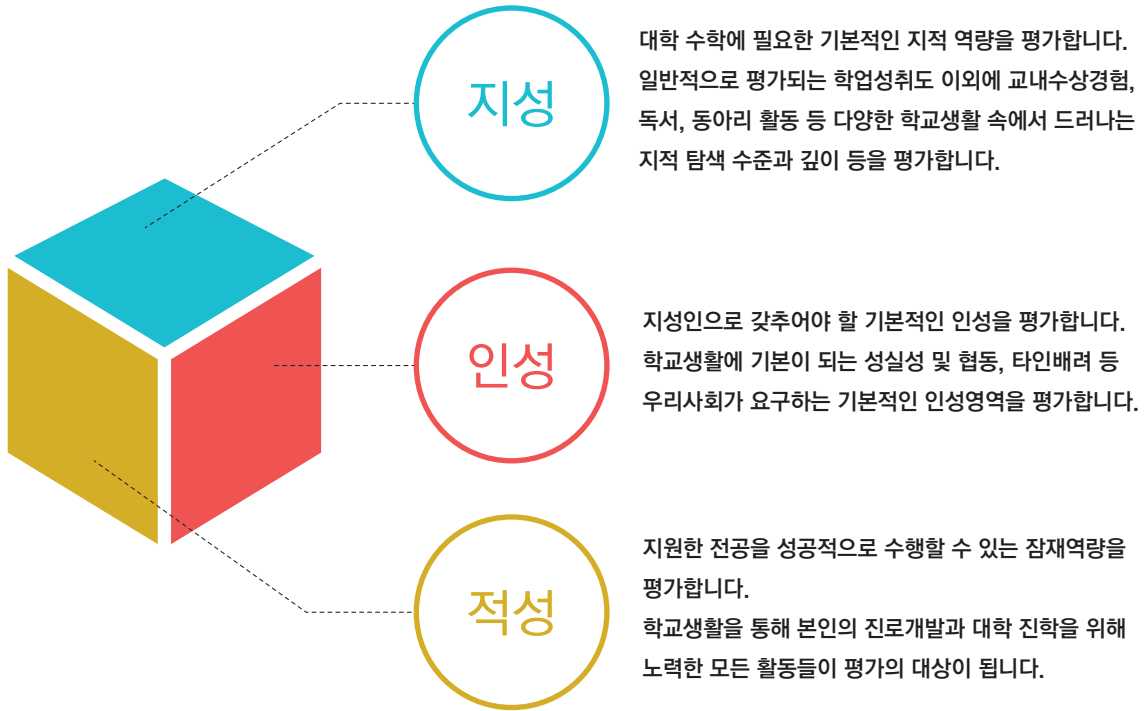 지성
대학 수학에 필요한 기본적인 지적 역량을 평가합니다.
일반적으로 평가되는 학업성취도 이외에 교내수상경험,
독서, 동아리 활동 등 다양한 학교생활 속에서 드러나는
지적 탐색 수준과 깊이 등을 평가합니다.
인성
지성인으로 갖추어야 할 기본적인 인성을 평가합니다.
학교생활에 기본이 되는 성실성 및 협동, 타인배려 등
우리사회가 요구하는 기본적인 인성영역을 평가합니다.
적성
지원한 전공을 성공적으로 수행할 수 있는 잠재역량을
평가합니다.
학교생활을 통해 본인의 진로개발과 대학 진학을 위해
노력한 모든 활동들이 평가의 대상이 됩니다.